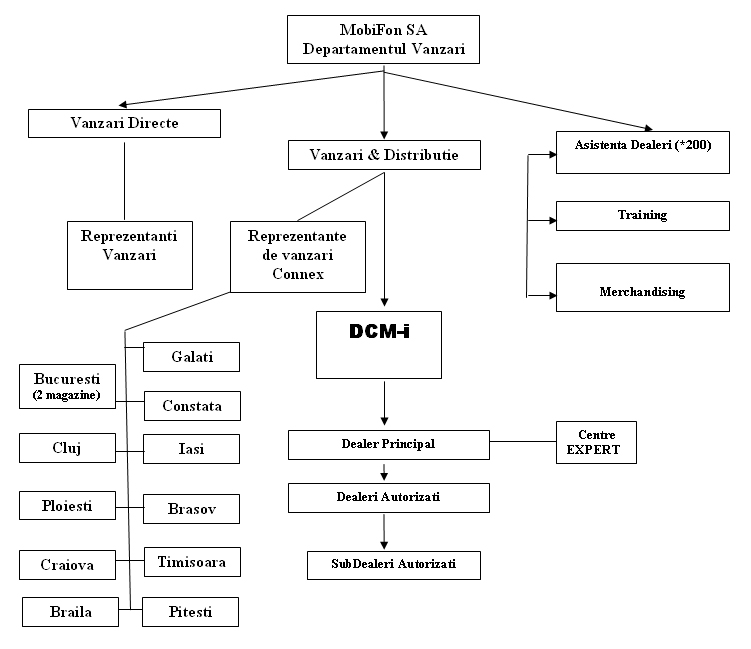 MobiFon SA
Departamentul Vanzari
Vanzari Directe
Vanzari & Distributie
Asistenta Dealeri (*200)
Training
Merchandising
Reprezentanti
Vanzari
Reprezentante
de vanzari
Connex
DCM-i
Galati
Bucuresti
(2 magazine)
Constata
Cluj
Iasi
Ploiesti
Brasov
Craiova
Timisoara
Braila
Pitesti
Dealer Principal
Centre
EXPERT
Dealeri Autorizati
SubDealeri Autorizati